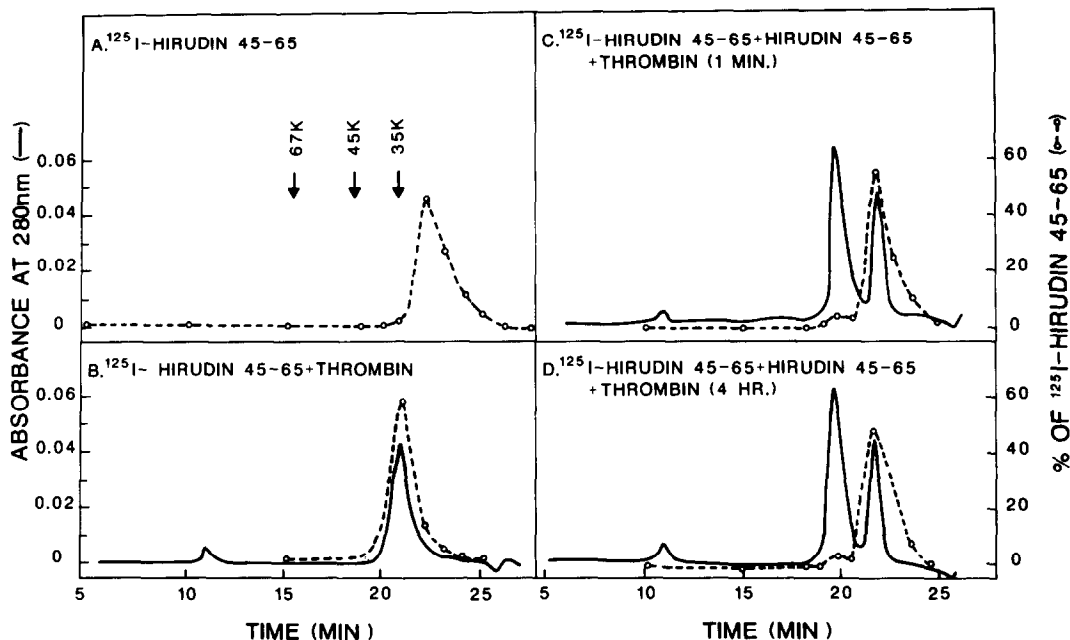 A. ¹²⁵I-HIRUDIN 45-65
67K
45K
35K
C. ¹²⁵I-HIRUDIN 45-65+HIRUDIN 45-65
+THROMBIN (1 MIN.)
B. ¹²⁵I- HIRUDIN 45-65+THROMBIN
D. ¹²⁵I-HIRUDIN 45-65+HIRUDIN 45-65
+THROMBIN (4 HR.)
ABSORBANCE AT 280nm (—)
0.06
0.04
0.02
0
0.06
0.04
0.02
0
60
40
20
0
60
40
20
0
% OF ¹²⁵I-HIRUDIN 45-65 (o-o)
5 10 15 20 25
5 10 15 20 25
TIME (MIN)
TIME (MIN)